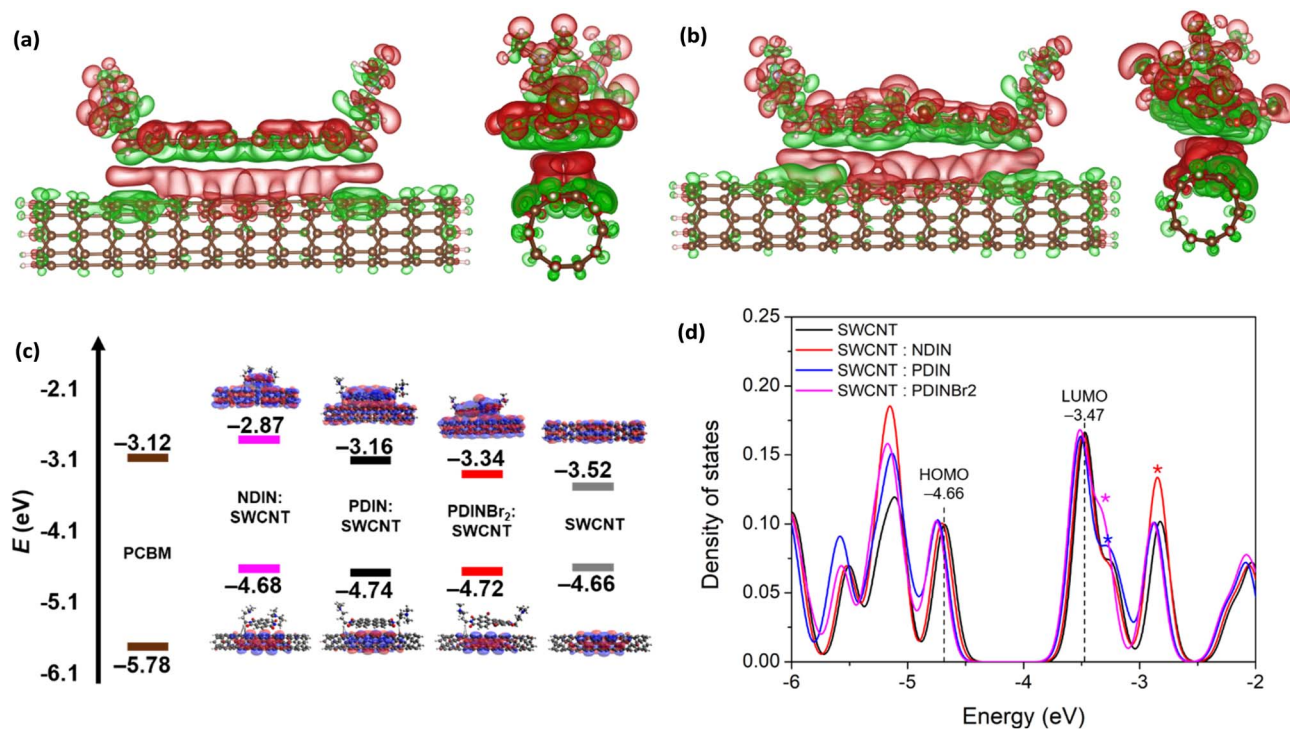 (a)
(b)
(c)
E (eV)
-2.1
-3.1
-4.1
-5.1
-6.1
–3.12
PCBM
–5.78
–2.87
NDIN:
SWCNT
–4.68
–3.16
PDIN:
SWCNT
–4.74
–3.34
PDINBr2:
SWCNT
–4.72
–3.52
SWCNT
–4.66
(d)
SWCNT
SWCNT : NDIN
SWCNT : PDIN
SWCNT : PDINBr2
HOMO
–4.66
LUMO
–3.47
*
*
*
Density of states
0.25
0.20
0.15
0.10
0.05
0.00
-6
-5
-4
-3
-2
Energy (eV)